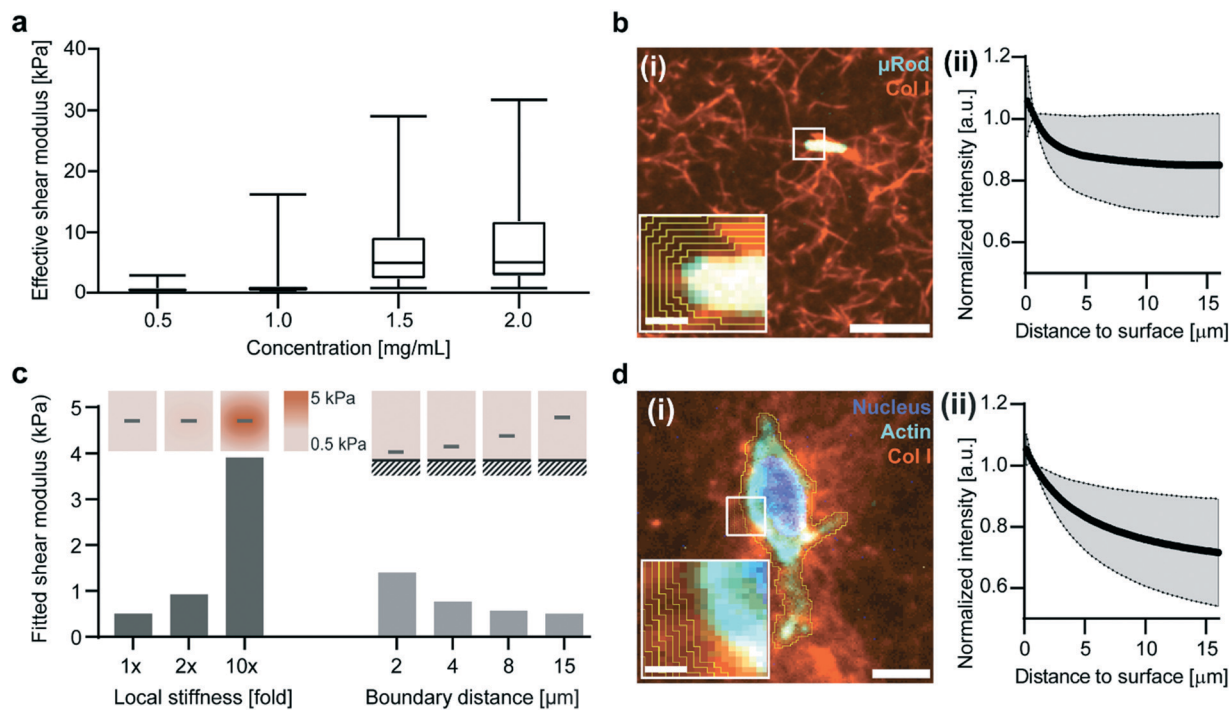 a
Effective shear modulus [kPa]
40
30
20
10
0
0.5
1.0
1.5
2.0
Concentration [mg/mL]
b
(i)
µRod
Col I
(ii)
Normalized intensity [a.u.]
1.2
1.0
0.8
0.6
0
5
10
15
Distance to surface [µm]
c
Fitted shear modulus (kPa)
5
4
3
2
1
0
5 kPa
0.5 kPa
1x
2x
10x
Local stiffness [fold]
2
4
8
15
Boundary distance [µm]
d
(i)
Nucleus
Actin
Col I
(ii)
Normalized intensity [a.u.]
1.2
1.0
0.8
0.6
0
5
10
15
Distance to surface [µm]